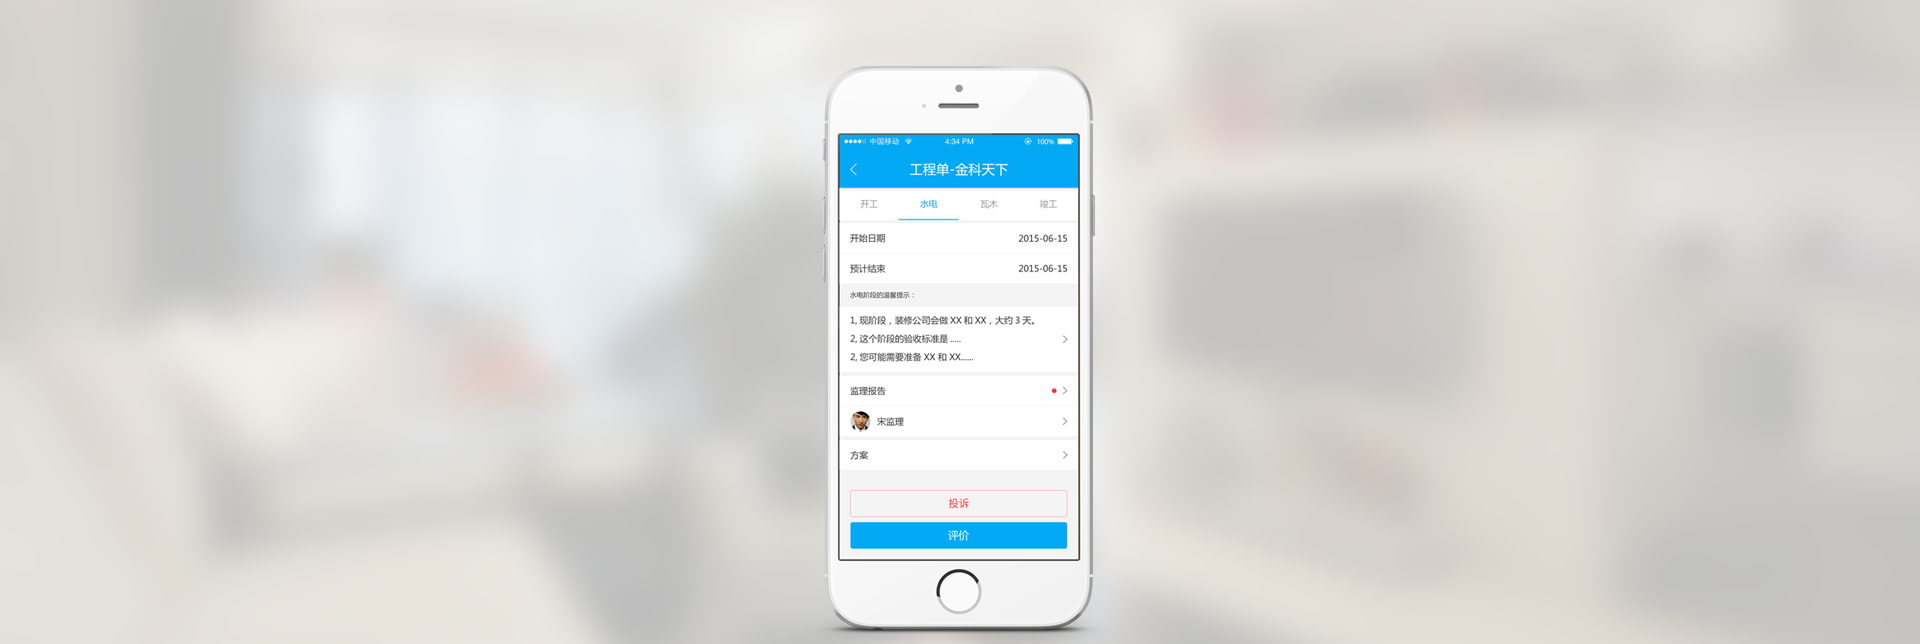 中国移动 4:34 PM 100%
工程单-金科天下
开工 水电 瓦木 竣工
开始日期 2015-06-15
预计结束 2015-06-15
水电阶段的温馨提示：
1, 现阶段，装修公司会做 XX 和 XX，大约 3 天。
2, 这个阶段的验收标准是 .....
2, 您可能需要准备 XX 和 XX......
监理报告
宋监理
方案
投诉
评价